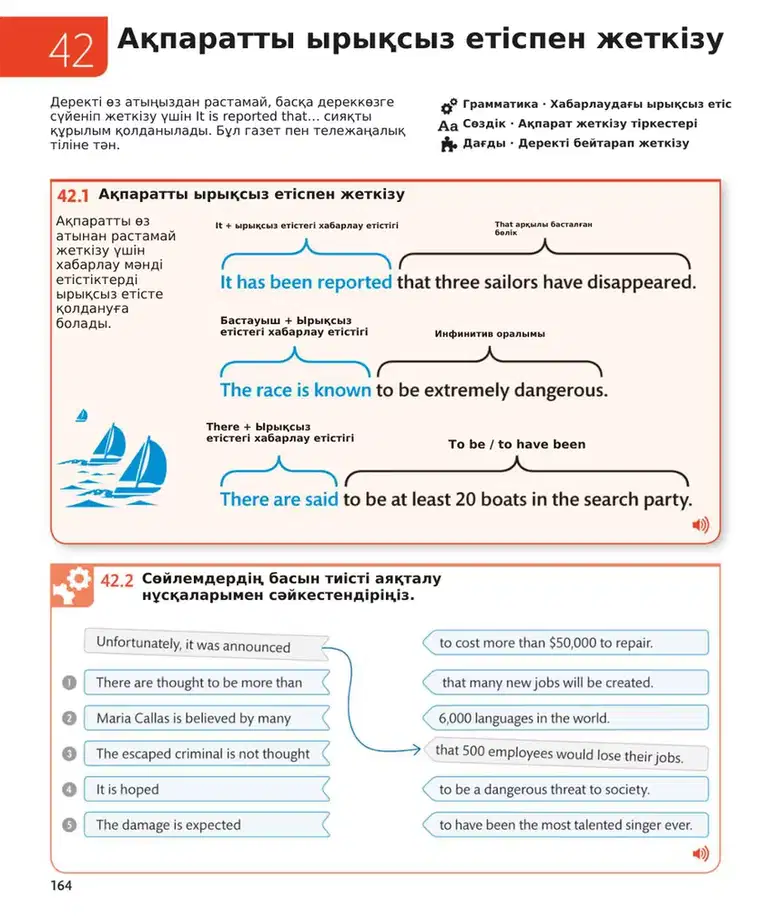 42
Ақпаратты ырықсыз етіспен жеткізу
Деректі өз атыңыздан растамай, басқа дереккөзге
сүйеніп жеткізу үшін It is reported that... сияқты
құрылым қолданылады. Бұл газет пен тележаңалық
тіліне тән.
Грамматика · Хабарлаудағы ырықсыз етіс
Aa Сөздік · Ақпарат жеткізу тіркестері
Дағды · Деректі бейтарап жеткізу
42.1 Ақпаратты ырықсыз етіспен жеткізу
Ақпаратты өз
атынан растамай
жеткізу үшін
хабарлау мәнді
етістіктерді
ырықсыз етісте
қолдануға
болады.
It + ырықсыз етістегі хабарлау етістігі
That арқылы басталған
бөлік
It has been reported that three sailors have disappeared.
Бастауыш + Ырықсыз
етістегі хабарлау етістігі
Инфинитив оралымы
The race is known to be extremely dangerous.
There + Ырықсыз
етістегі хабарлау етістігі
To be / to have been
There are said to be at least 20 boats in the search party.
42.2 Сөйлемдердің басын тиісті аяқталу
нұсқаларымен сәйкестендіріңіз.
Unfortunately, it was announced
1 There are thought to be more than
2 Maria Callas is believed by many
3 The escaped criminal is not thought
4 It is hoped
5 The damage is expected
to cost more than $50,000 to repair.
that many new jobs will be created.
6,000 languages in the world.
that 500 employees would lose their jobs.
to be a dangerous threat to society.
to have been the most talented singer ever.
164